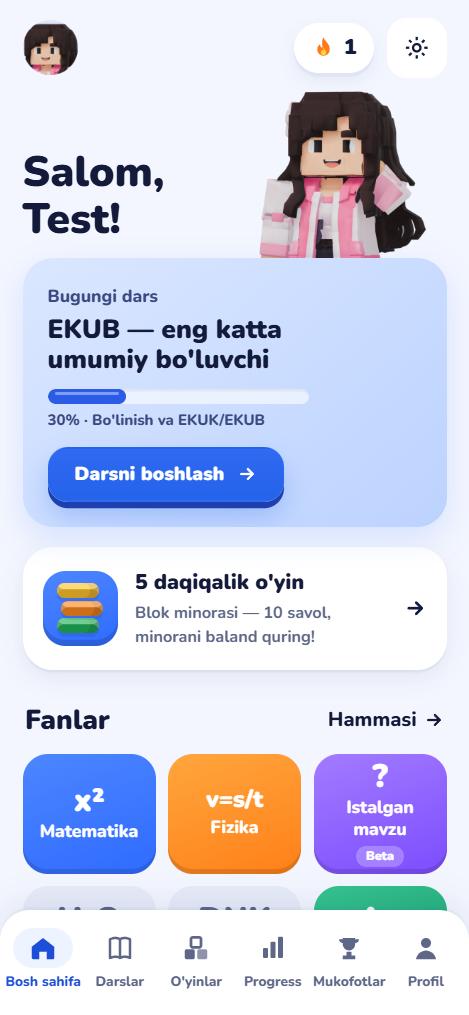 1
Salom,
Test!
Bugungi dars
EKUB — eng katta
umumiy bo'luvchi
30% · Bo'linish va EKUK/EKUB
Darsni boshlash →
5 daqiqalik o'yin
Blok minorasi — 10 savol,
minorani baland quring!
Fanlar
Hammasi →
x²
Matematika
v=s/t
Fizika
?
Istalgan
mavzu
Beta
Bosh sahifa
Darslar
O'yinlar
Progress
Mukofotlar
Profil